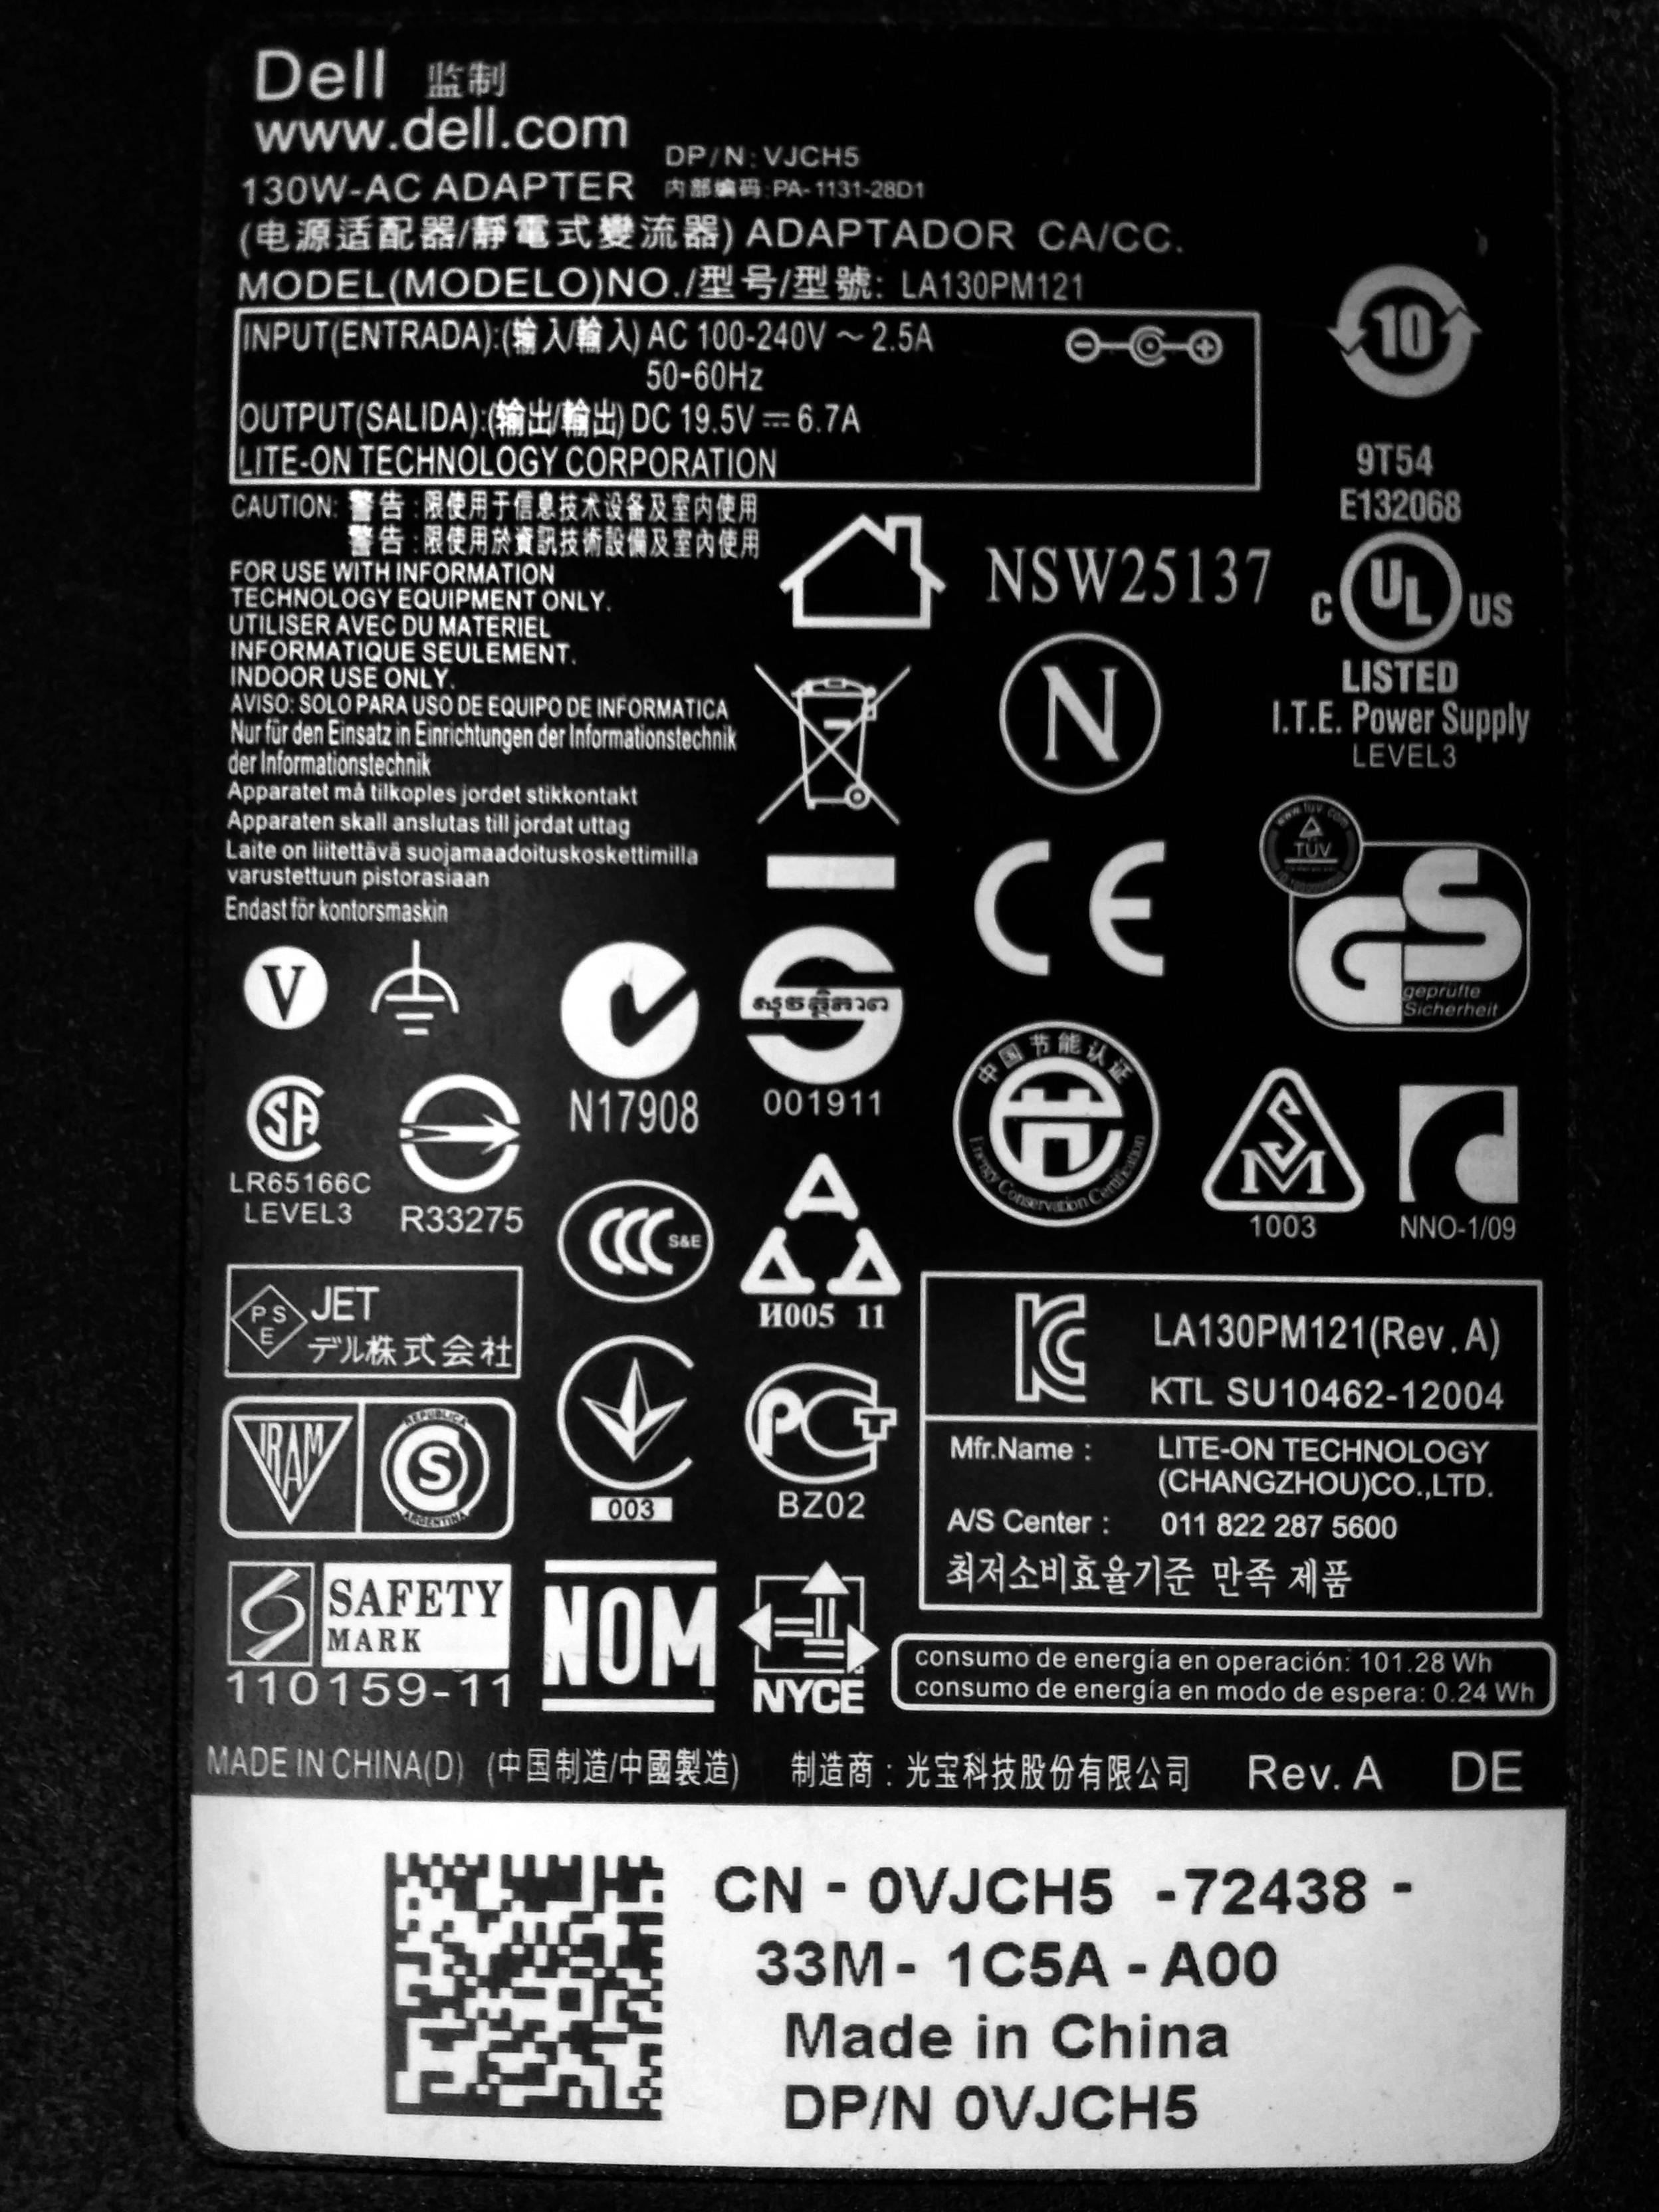 Dell 监制
www.dell.com
DP/N: VJCH5
130W-AC ADAPTER 内部编码:PA-1131-28D1
(电源适配器/靜電式變流器) ADAPTADOR CA/CC.
MODEL(MODELO)NO./型号/型號: LA130PM121
INPUT(ENTRADA):(输入/輸入) AC 100-240V ~ 2.5A
50-60Hz
OUTPUT(SALIDA):(输出/輸出) DC 19.5V ⎓ 6.7A
LITE-ON TECHNOLOGY CORPORATION
10
9T54
E132068
C UL US
LISTED
I.T.E. Power Supply
LEVEL3
CAUTION: 警告:限使用于信息技术设备及室内使用
警告:限使用於資訊技術設備及室內使用
FOR USE WITH INFORMATION
TECHNOLOGY EQUIPMENT ONLY.
UTILISER AVEC DU MATERIEL
INFORMATIQUE SEULEMENT.
INDOOR USE ONLY.
AVISO: SOLO PARA USO DE EQUIPO DE INFORMATICA
Nur für den Einsatz in Einrichtungen der Informationstechnik
der Informationstechnik
Apparatet må tilkoples jordet stikkontakt
Apparaten skall anslutas till jordat uttag
Laite on liitettävä suojamaadoituskoskettimilla
varustettuun pistorasiaan
Endast för kontorsmaskin
NSW25137
N
CE
www.tuv.com
TÜV
GS
geprüfte
Sicherheit
V
N17908
001911
中国节能认证
Energy Conservation Certification
SA
LR65166C
LEVEL3
R33275
CCC S&E
И005 11
SM
1003
NNO-1/09
PSE JET
デル株式会社
IRAM
REPUBLICA
S
ARGENTINA
003
PCT
BZ02
KC LA130PM121(Rev.A)
KTL SU10462-12004
Mfr.Name : LITE-ON TECHNOLOGY
(CHANGZHOU)CO.,LTD.
A/S Center : 011 822 287 5600
최저소비효율기준 만족 제품
SAFETY
MARK
110159-11
NOM
NYCE
consumo de energía en operación: 101.28 Wh
consumo de energía en modo de espera: 0.24 Wh
MADE IN CHINA(D) (中国制造/中國製造) 制造商:光宝科技股份有限公司 Rev. A DE
CN - 0VJCH5 -72438 -
33M- 1C5A - A00
Made in China
DP/N 0VJCH5